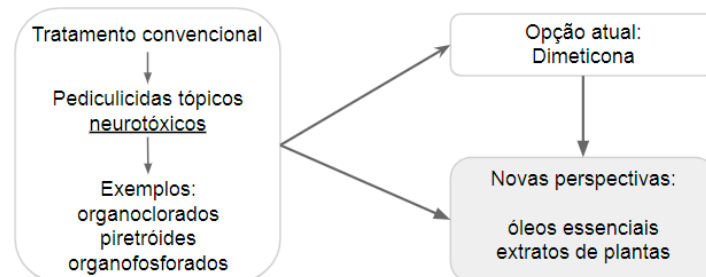 Tratamento convencional
Pediculicidas tópicos
neurotóxicos
Exemplos:
organoclorados
piretróides
organofosforados
Opção atual:
Dimeticona
Novas perspectivas:
óleos essenciais
extratos de plantas